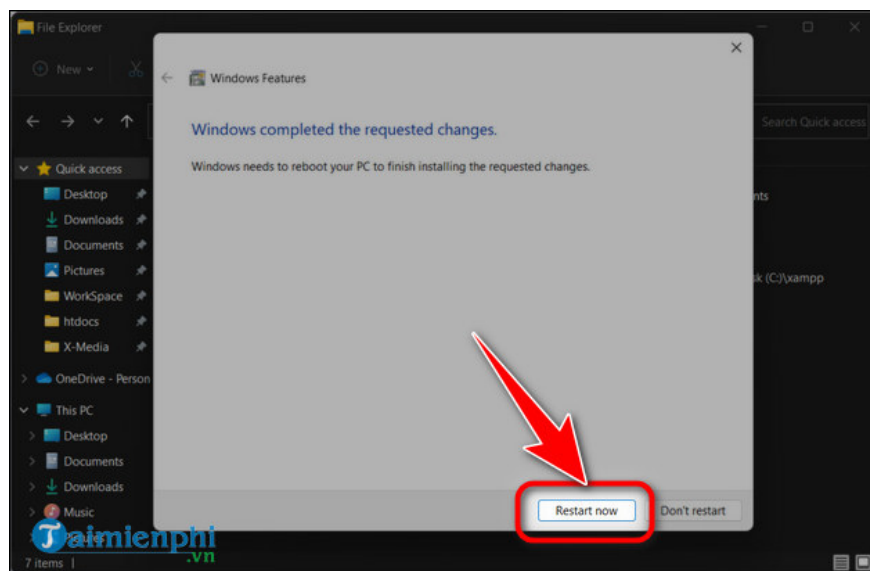 File Explorer
New
Windows Features
Search Quick access
Windows completed the requested changes.
Windows needs to reboot your PC to finish installing the requested changes.
Quick access
Desktop
Downloads
Documents
Pictures
WorkSpace
htdocs
X-Media
OneDrive - Person
This PC
Desktop
Documents
Downloads
Music
nts
sk (C:)\xampp
Restart now
Don't restart
Taimienphi
.vn
7 items